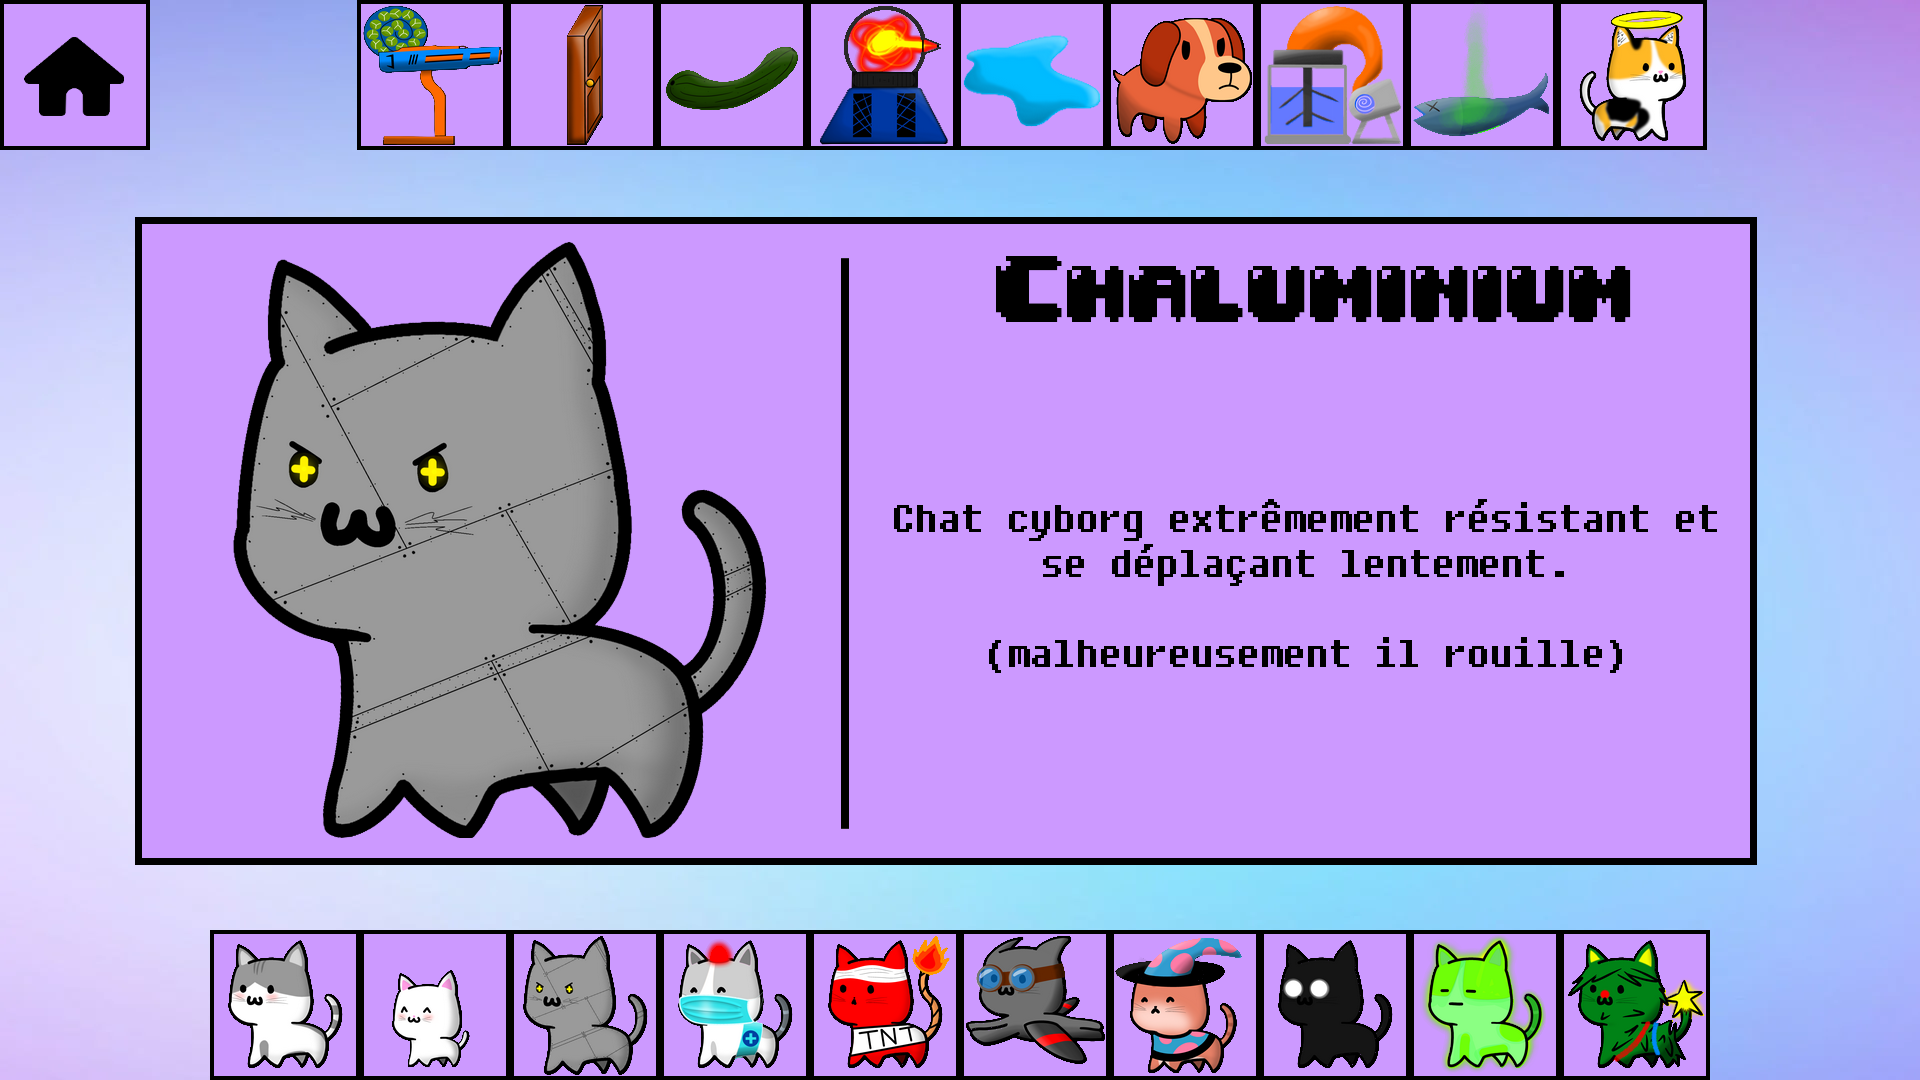 Chaluminium
Chat cyborg extrêmement résistant et
se déplaçant lentement.
(malheureusement il rouille)
TNT